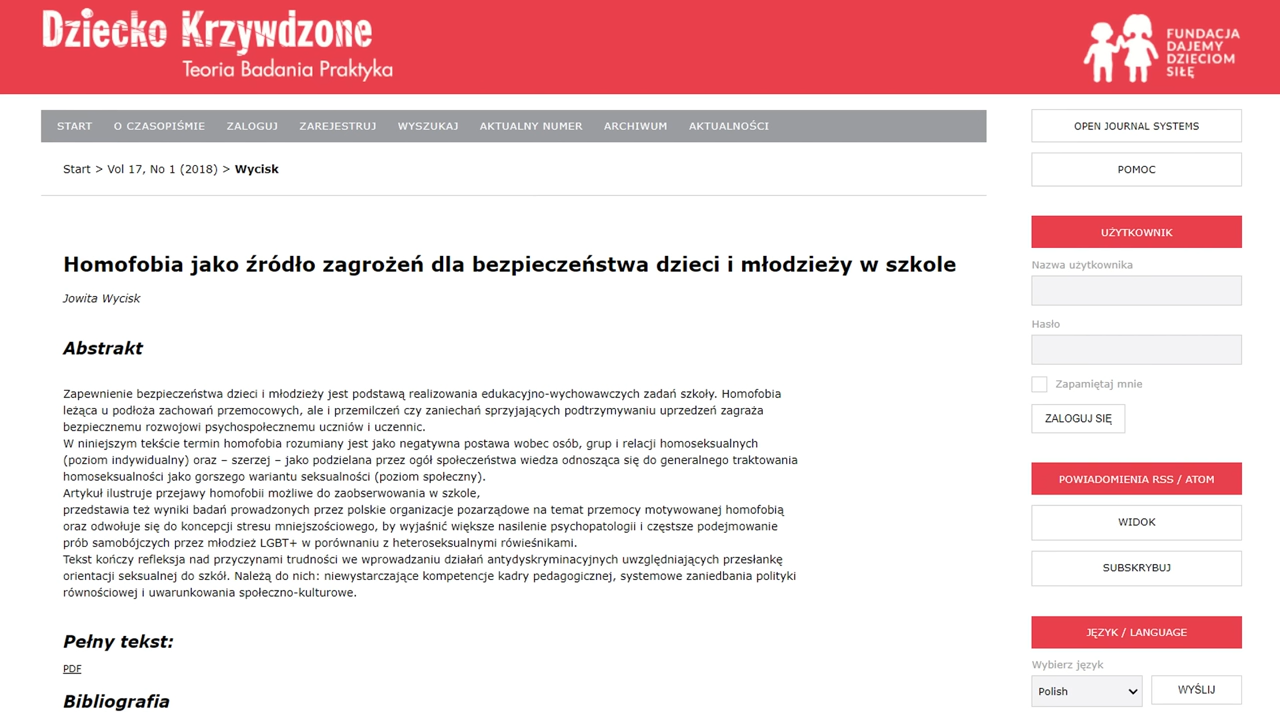 Dziecko Krzywdzone
Teoria Badania Praktyka
FUNDACJA
DAJEMY
DZIECIOM
SIŁĘ
START O CZASOPIŚMIE ZALOGUJ ZAREJESTRUJ WYSZUKAJ AKTUALNY NUMER ARCHIWUM AKTUALNOŚCI
Start > Vol 17, No 1 (2018) > Wycisk
Homofobia jako źródło zagrożeń dla bezpieczeństwa dzieci i młodzieży w szkole
Jowita Wycisk
Abstrakt
Zapewnienie bezpieczeństwa dzieci i młodzieży jest podstawą realizowania edukacyjno-wychowawczych zadań szkoły. Homofobia
leżąca u podłoża zachowań przemocowych, ale i przemilczeń czy zaniechań sprzyjających podtrzymywaniu uprzedzeń zagraża
bezpiecznemu rozwojowi psychospołecznemu uczniów i uczennic.
W niniejszym tekście termin homofobia rozumiany jest jako negatywna postawa wobec osób, grup i relacji homoseksualnych
(poziom indywidualny) oraz – szerzej – jako podzielana przez ogół społeczeństwa wiedza odnosząca się do generalnego traktowania
homoseksualności jako gorszego wariantu seksualności (poziom społeczny).
Artykuł ilustruje przejawy homofobii możliwe do zaobserwowania w szkole,
przedstawia też wyniki badań prowadzonych przez polskie organizacje pozarządowe na temat przemocy motywowanej homofobią
oraz odwołuje się do koncepcji stresu mniejszościowego, by wyjaśnić większe nasilenie psychopatologii i częstsze podejmowanie
prób samobójczych przez młodzież LGBT+ w porównaniu z heteroseksualnymi rówieśnikami.
Tekst kończy refleksja nad przyczynami trudności we wprowadzaniu działań antydyskryminacyjnych uwzględniających przesłankę
orientacji seksualnej do szkół. Należą do nich: niewystarczające kompetencje kadry pedagogicznej, systemowe zaniedbania polityki
równościowej i uwarunkowania społeczno-kulturowe.
Pełny tekst:
PDF
Bibliografia
OPEN JOURNAL SYSTEMS
POMOC
UŻYTKOWNIK
Nazwa użytkownika
Hasło
Zapamiętaj mnie
ZALOGUJ SIĘ
POWIADOMIENIA RSS / ATOM
WIDOK
SUBSKRYBUJ
JĘZYK / LANGUAGE
Wybierz język
Polish WYŚLIJ